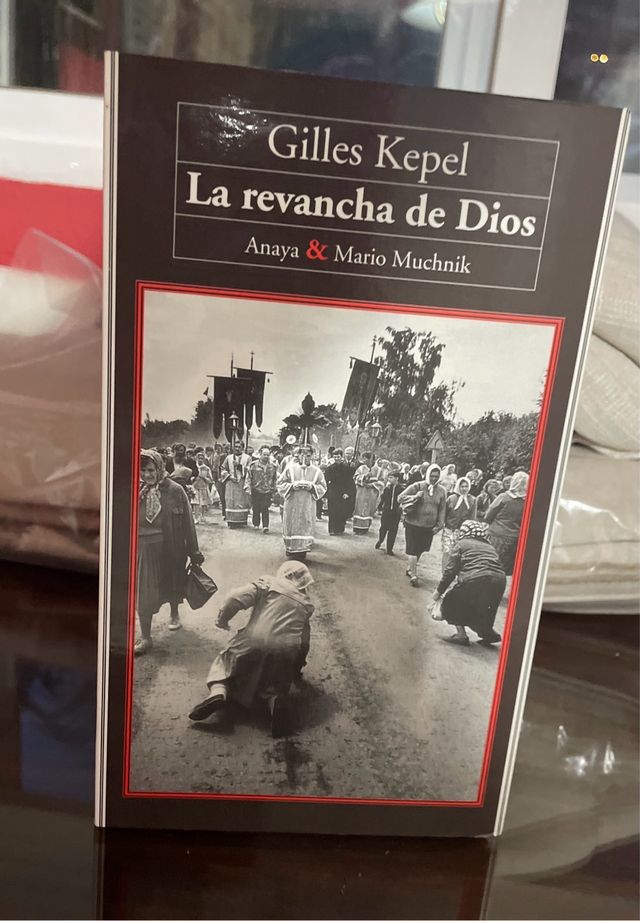 Gilles Kepel
La revancha de Dios
Anaya & Mario Muchnik